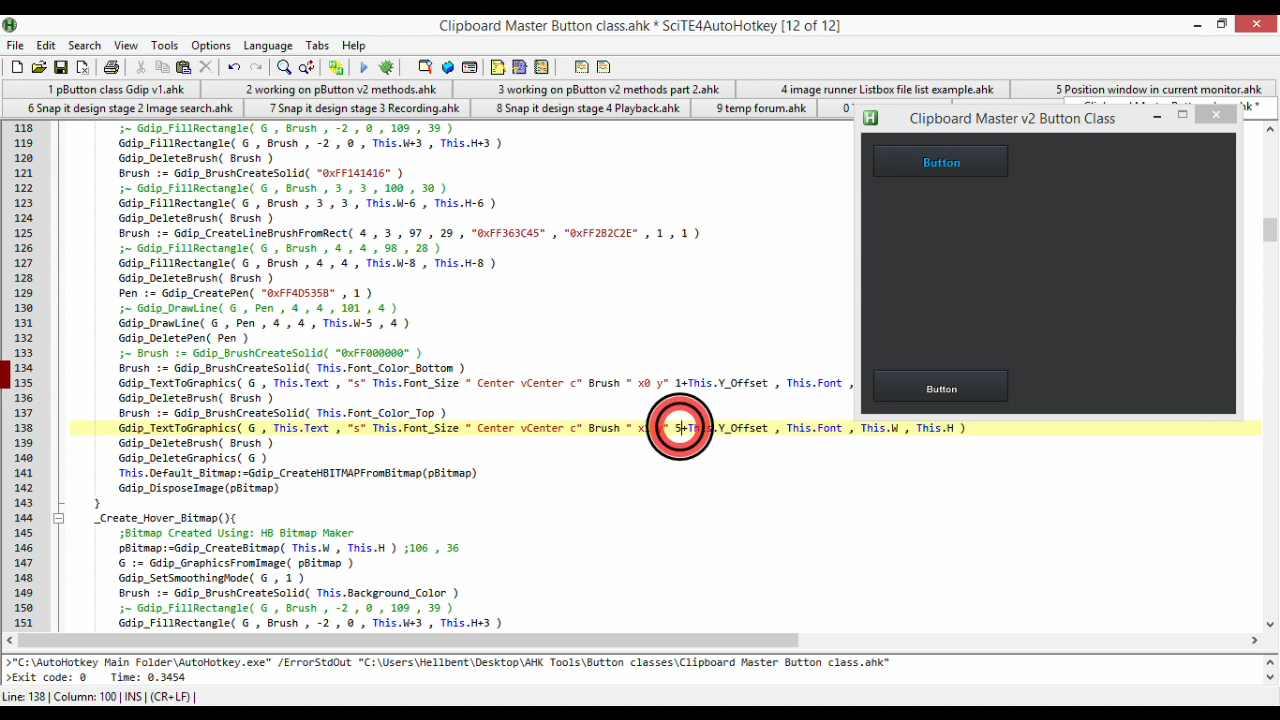 Clipboard Master Button class.ahk * SciTE4AutoHotkey [12 of 12]
File Edit Search View Tools Options Language Tabs Help
1 pButton class Gdip v1.ahk 2 working on pButton v2 methods.ahk 3 working on pButton v2 methods part 2.ahk 4 image runner Listbox file list example.ahk 5 Position window in current monitor.ahk
6 Snap it design stage 2 Image search.ahk 7 Snap it design stage 3 Recording.ahk 8 Snap it design stage 4 Playback.ahk 9 temp forum.ahk
Clipboard Master v2 Button Class
Button
Button
118 ;~ Gdip_FillRectangle( G , Brush , -2 , 0 , 109 , 39 )
119 Gdip_FillRectangle( G , Brush , -2 , 0 , This.W+3 , This.H+3 )
120 Gdip_DeleteBrush( Brush )
121 Brush := Gdip_BrushCreateSolid( "0xFF141416" )
122 ;~ Gdip_FillRectangle( G , Brush , 3 , 3 , 100 , 30 )
123 Gdip_FillRectangle( G , Brush , 3 , 3 , This.W-6 , This.H-6 )
124 Gdip_DeleteBrush( Brush )
125 Brush := Gdip_CreateLineBrushFromRect( 4 , 3 , 97 , 29 , "0xFF363C45" , "0xFF2B2C2E" , 1 , 1 )
126 ;~ Gdip_FillRectangle( G , Brush , 4 , 4 , 98 , 28 )
127 Gdip_FillRectangle( G , Brush , 4 , 4 , This.W-8 , This.H-8 )
128 Gdip_DeleteBrush( Brush )
129 Pen := Gdip_CreatePen( "0xFF4D535B" , 1 )
130 ;~ Gdip_DrawLine( G , Pen , 4 , 4 , 101 , 4 )
131 Gdip_DrawLine( G , Pen , 4 , 4 , This.W-5 , 4 )
132 Gdip_DeletePen( Pen )
133 ;~ Brush := Gdip_BrushCreateSolid( "0xFF000000" )
134 Brush := Gdip_BrushCreateSolid( This.Font_Color_Bottom )
135 Gdip_TextToGraphics( G , This.Text , "s" This.Font_Size " Center vCenter c" Brush " x0 y" 1+This.Y_Offset , This.Font ,
136 Gdip_DeleteBrush( Brush )
137 Brush := Gdip_BrushCreateSolid( This.Font_Color_Top )
138 Gdip_TextToGraphics( G , This.Text , "s" This.Font_Size " Center vCenter c" Brush " 5+This.Y_Offset , This.Font , This.W , This.H )
139 Gdip_DeleteBrush( Brush )
140 Gdip_DeleteGraphics( G )
141 This.Default_Bitmap:=Gdip_CreateHBITMAPFromBitmap(pBitmap)
142 Gdip_DisposeImage(pBitmap)
143 }
144 _Create_Hover_Bitmap(){
145 ;Bitmap Created Using: HB Bitmap Maker
146 pBitmap:=Gdip_CreateBitmap( This.W , This.H ) ;106 , 36
147 G := Gdip_GraphicsFromImage( pBitmap )
148 Gdip_SetSmoothingMode( G , 1 )
149 Brush := Gdip_BrushCreateSolid( This.Background_Color )
150 ;~ Gdip_FillRectangle( G , Brush , -2 , 0 , 109 , 39 )
151 Gdip_FillRectangle( G , Brush , -2 , 0 , This.W+3 , This.H+3 )
>"C:\AutoHotkey Main Folder\AutoHotkey.exe" /ErrorStdOut "C:\Users\Hellbent\Desktop\AHK Tools\Button classes\Clipboard Master Button class.ahk"
>Exit code: 0 Time: 0.3454
Line: 138 | Column: 100 | INS | (CR+LF) |